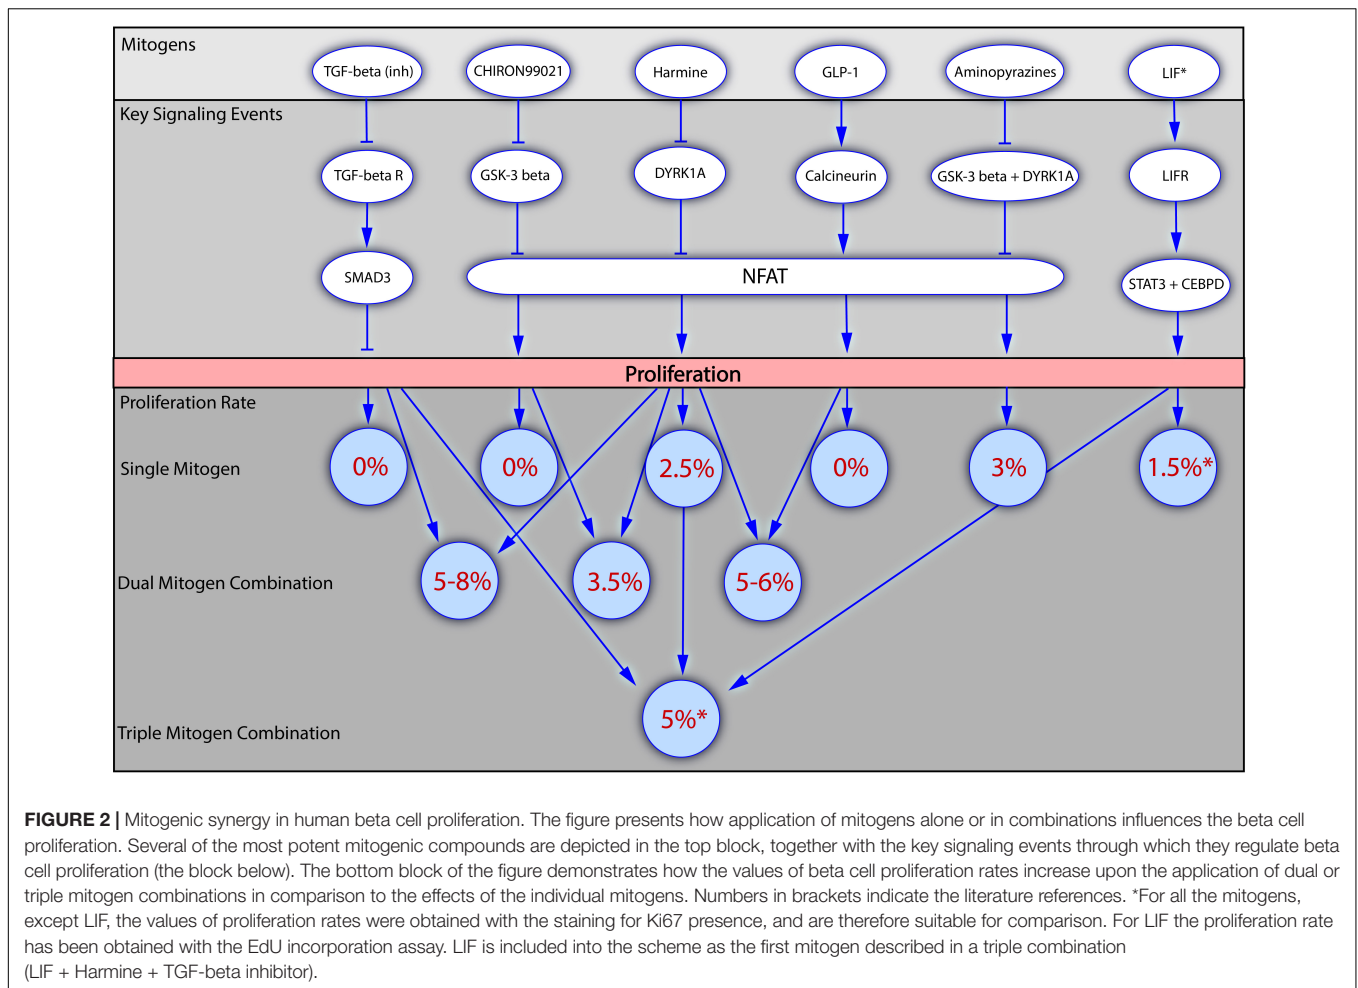 Mitogens
TGF-beta (inh)
CHIRON99021
Harmine
GLP-1
Aminopyrazines
LIF*
Key Signaling Events
TGF-beta R
GSK-3 beta
DYRK1A
Calcineurin
GSK-3 beta + DYRK1A
LIFR
SMAD3
NFAT
STAT3 + CEBPD
Proliferation
Proliferation Rate
Single Mitogen
0%
0%
2.5%
0%
3%
1.5%*
Dual Mitogen Combination
5-8%
3.5%
5-6%
Triple Mitogen Combination
5%*
FIGURE 2 | Mitogenic synergy in human beta cell proliferation. The figure presents how application of mitogens alone or in combinations influences the beta cell
proliferation. Several of the most potent mitogenic compounds are depicted in the top block, together with the key signaling events through which they regulate beta
cell proliferation (the block below). The bottom block of the figure demonstrates how the values of beta cell proliferation rates increase upon the application of dual or
triple mitogen combinations in comparison to the effects of the individual mitogens. Numbers in brackets indicate the literature references. *For all the mitogens,
except LIF, the values of proliferation rates were obtained with the staining for Ki67 presence, and are therefore suitable for comparison. For LIF the proliferation rate
has been obtained with the EdU incorporation assay. LIF is included into the scheme as the first mitogen described in a triple combination
(LIF + Harmine + TGF-beta inhibitor).